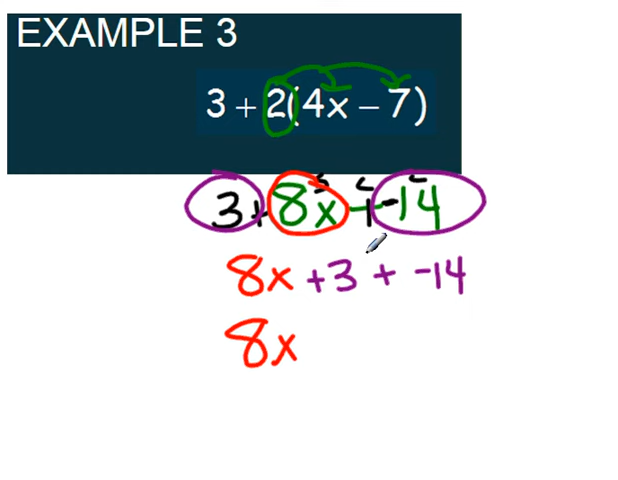 EXAMPLE 3
3 + 2(4x − 7)
3 + 8x + -14
8x + 3 + -14
8x